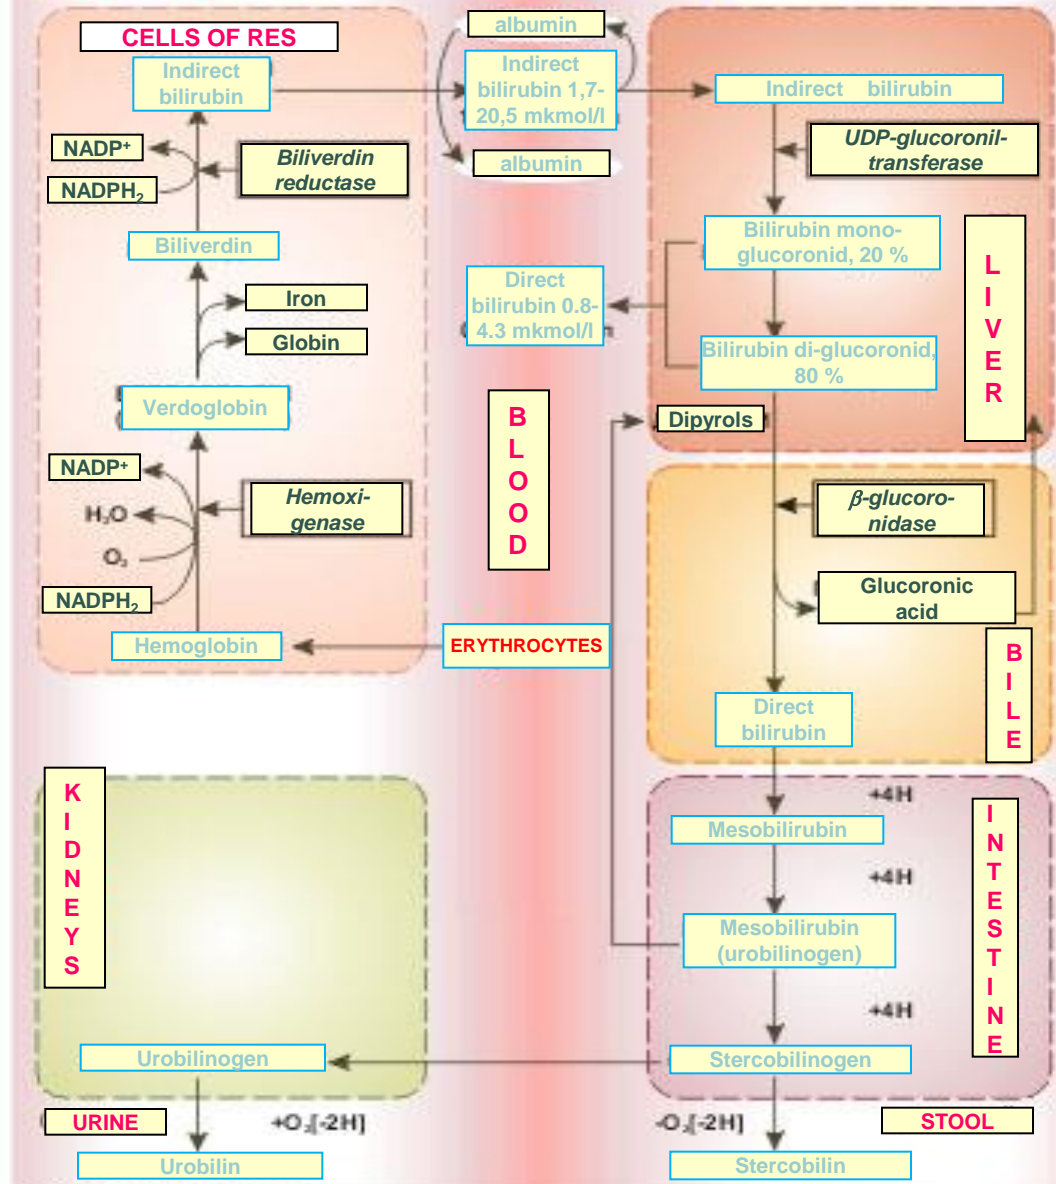 CELLS OF RES
Indirect
bilirubin
NADP⁺
NADPH₂
Biliverdin
reductase
Biliverdin
Iron
Globin
Verdoglobin
NADP⁺
H₂O
O₂
NADPH₂
Hemoxi-
genase
Hemoglobin
albumin
Indirect
bilirubin 1,7-
20,5 mkmol/l
albumin
Direct
bilirubin 0.8-
4.3 mkmol/l
B
L
O
O
D
ERYTHROCYTES
Indirect bilirubin
UDP-glucoronil-
transferase
Bilirubin mono-
glucoronid, 20 %
Bilirubin di-glucoronid,
80 %
L
I
V
E
R
Dipyrols
β-glucoro-
nidase
Glucoronic
acid
Direct
bilirubin
B
I
L
E
+4H
Mesobilirubin
+4H
Mesobilirubin
(urobilinogen)
+4H
Stercobilinogen
I
N
T
E
S
T
I
N
E
-O₂[-2H]
STOOL
Stercobilin
K
I
D
N
E
Y
S
Urobilinogen
URINE
+O₂[-2H]
Urobilin